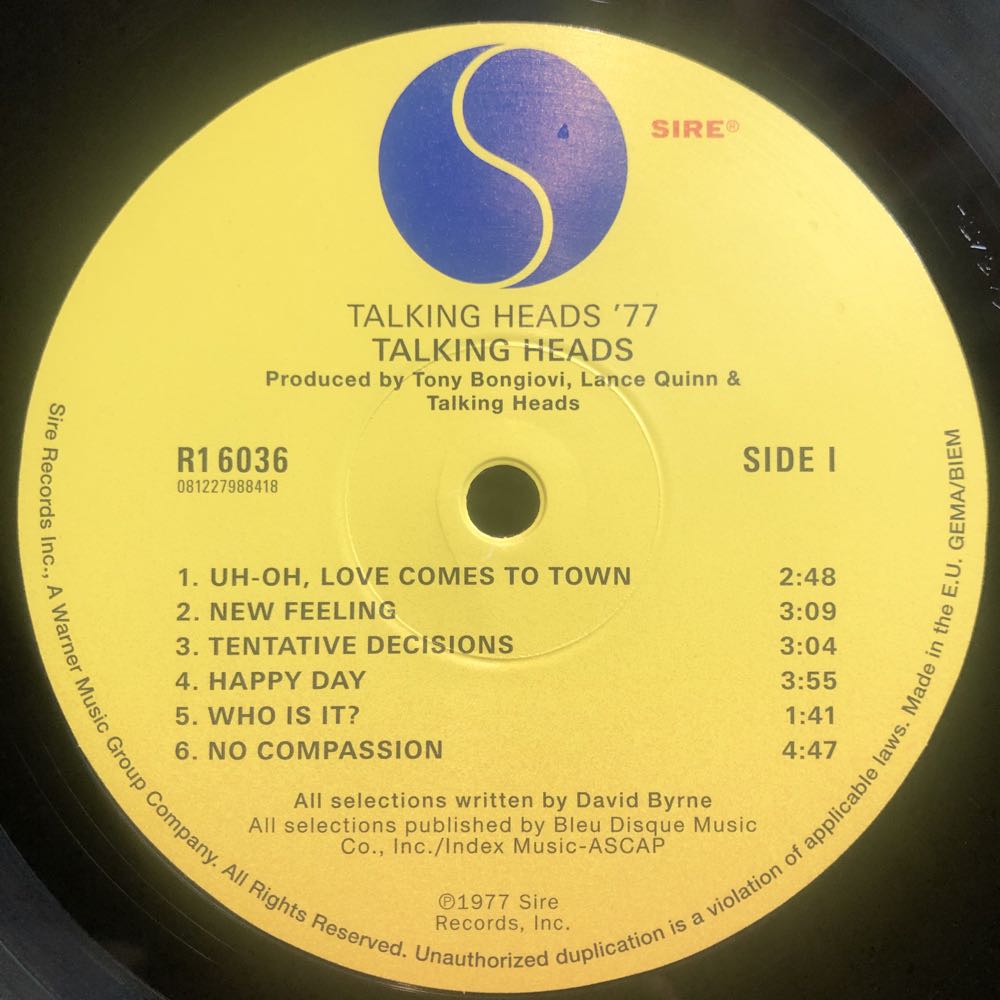 SIRE®
TALKING HEADS '77
TALKING HEADS
Produced by Tony Bongiovi, Lance Quinn &
Talking Heads
R1 6036
081227988418
SIDE I
1. UH-OH, LOVE COMES TO TOWN 2:48
2. NEW FEELING 3:09
3. TENTATIVE DECISIONS 3:04
4. HAPPY DAY 3:55
5. WHO IS IT? 1:41
6. NO COMPASSION 4:47
All selections written by David Byrne
All selections published by Bleu Disque Music
Co., Inc./Index Music-ASCAP
℗1977 Sire
Records, Inc.
Sire Records Inc., A Warner Music Group Company. All Rights Reserved. Unauthorized duplication is a violation of applicable laws. Made in the E.U. GEMA/BIEM